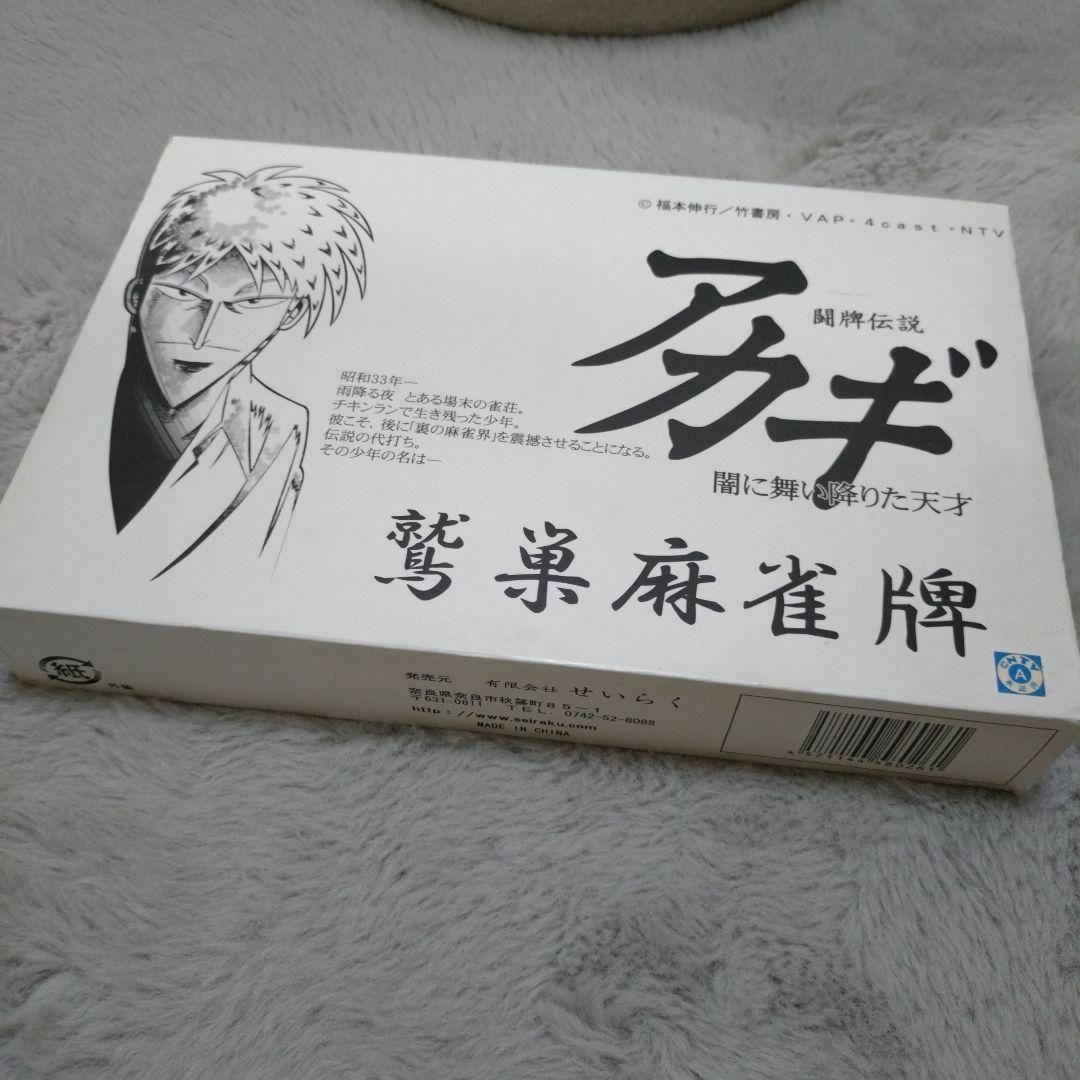 © 福本伸行／竹書房・VAP・4cast・NTV
闘牌伝説
アカギ
闇に舞い降りた天才
昭和33年―
雨降る夜 とある場末の雀荘。
チキンランで生き残った少年。
彼こそ、後に「裏の麻雀界」を震撼させることになる。
伝説の代打ち。
その少年の名は―
鷲巣麻雀牌
CNTV
A
紙
外箱
発売元 有限会社 せいらく
奈良県奈良市秋篠町８５－１
〒631-0811 TEL 0742-52-8088
http://www.seiraku.com
MADE IN CHINA